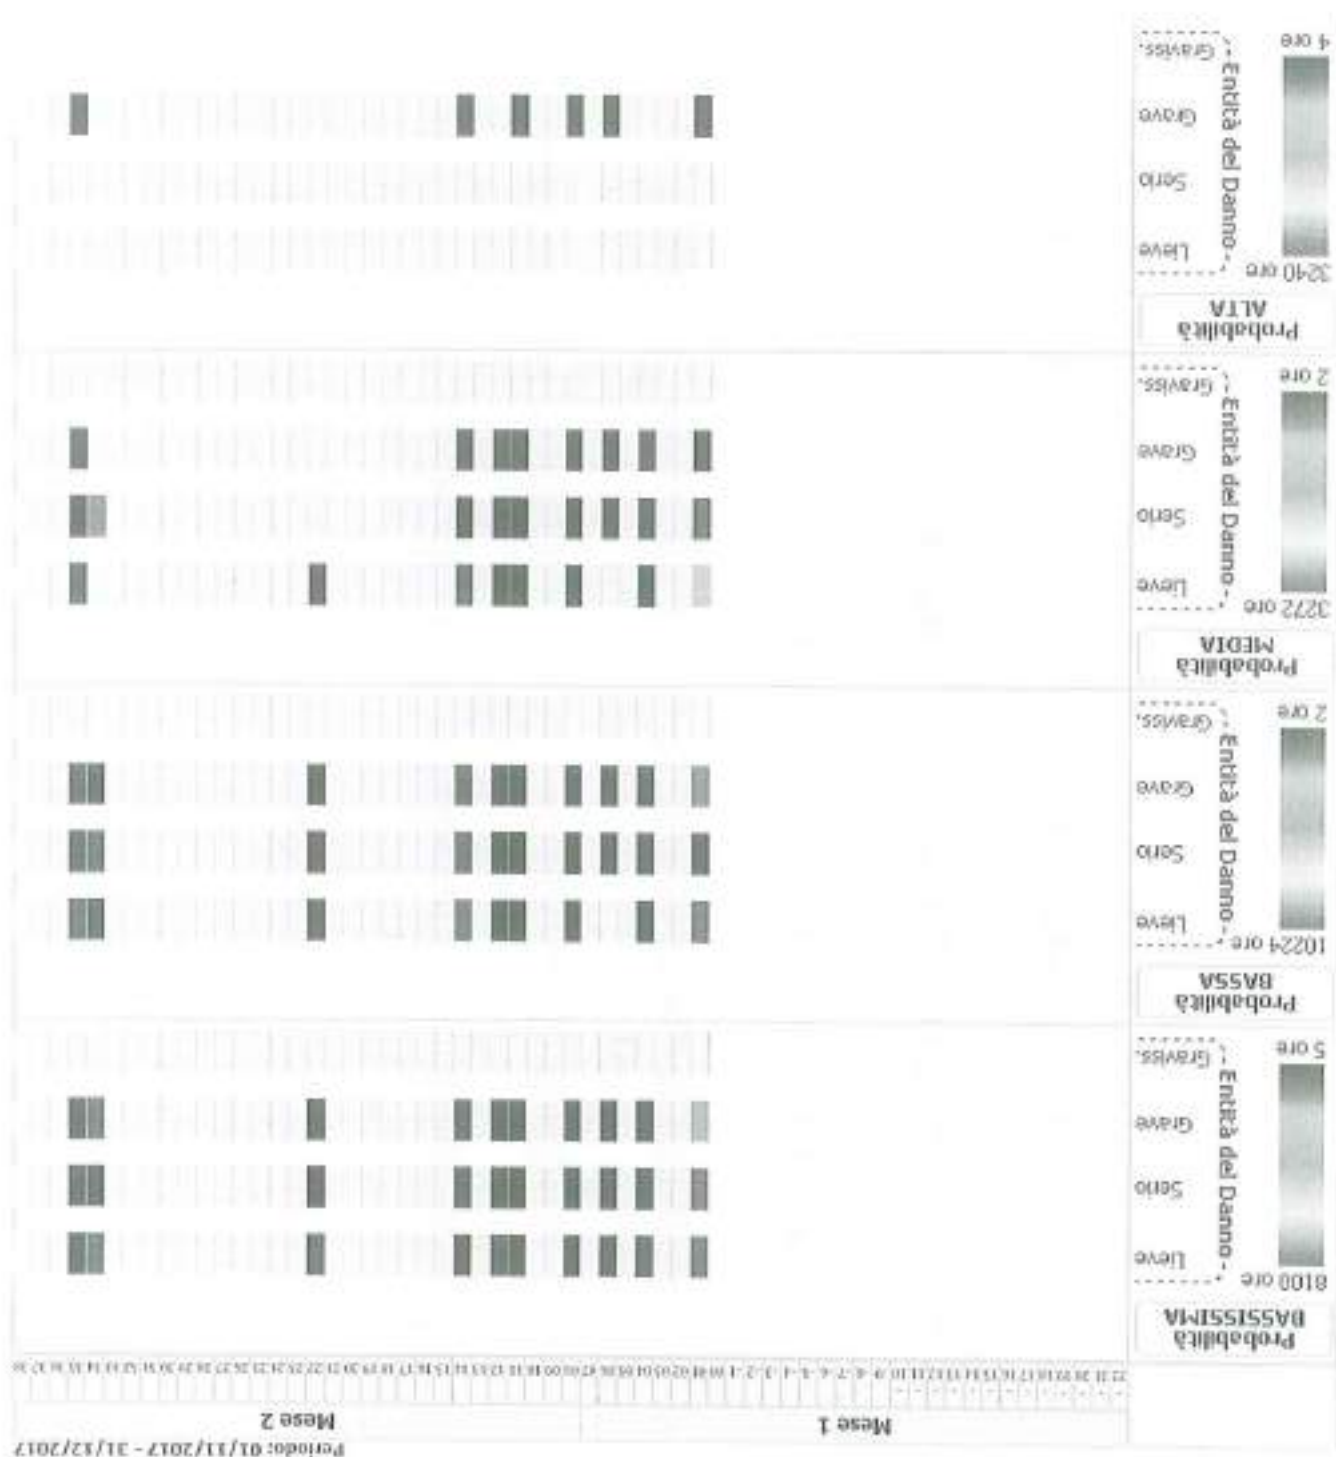 Periodo: 01/11/2017 - 31/12/2017
Mese 1
Mese 2
Probabilità
BASSISSIMA
8100 ore
- Entità del Danno -
Lieve
Serio
Grave
Graviss.
5 ore
Probabilità
BASSA
10224 ore
- Entità del Danno -
Lieve
Serio
Grave
Graviss.
2 ore
Probabilità
MEDIA
3272 ore
- Entità del Danno -
Lieve
Serio
Grave
Graviss.
2 ore
Probabilità
ALTA
3240 ore
- Entità del Danno -
Lieve
Serio
Grave
Graviss.
4 ore